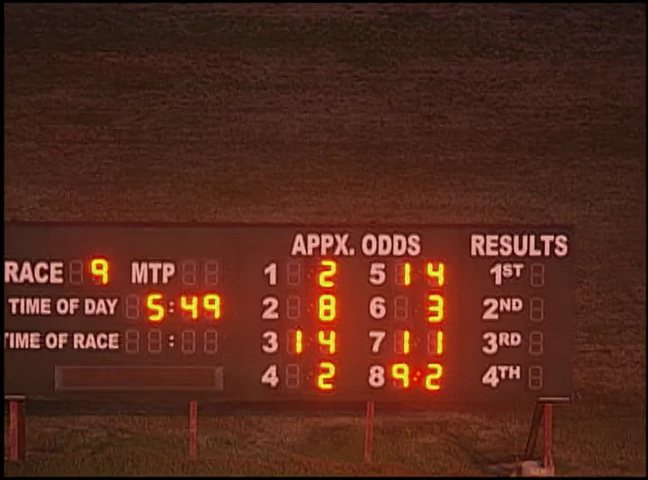 APPX. ODDS RESULTS
RACE 9 MTP 1 2 5 14 1ST
TIME OF DAY 5:49 2 8 6 3 2ND
TIME OF RACE : 3 14 7 11 3RD
4 2 8 9-2 4TH